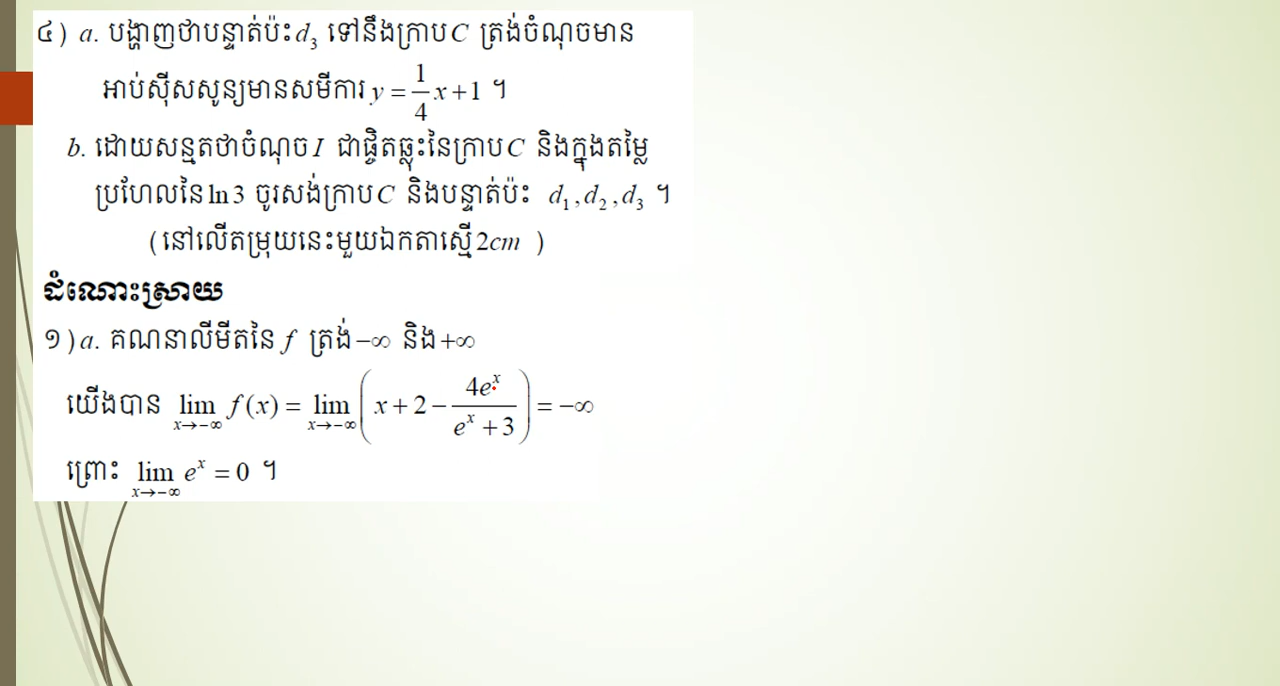 ៤) a. បង្ហាញថាបន្ទាត់ប៉ះ d₃ ទៅនឹងក្រាប C ត្រង់ចំណុចមាន
អាប់ស៊ីសសូន្យមានសមីការ y = 1/4 x + 1 ។
b. ដោយសន្មតថាចំណុច I ជាផ្ចិតឆ្លុះនៃក្រាប C និងក្នុងតម្លៃ
ប្រហែលនៃ ln 3 ចូរសង់ក្រាប C និងបន្ទាត់ប៉ះ d₁, d₂, d₃ ។
(នៅលើតម្រុយនេះមួយឯកតាស្មើ 2cm )
ដំណោះស្រាយ
១) a. គណនាលីមីតនៃ f ត្រង់ −∞ និង +∞
យើងបាន lim x→−∞ f(x) = lim x→−∞ (x + 2 − 4eˣ/(eˣ + 3)) = −∞
ព្រោះ lim x→−∞ eˣ = 0 ។